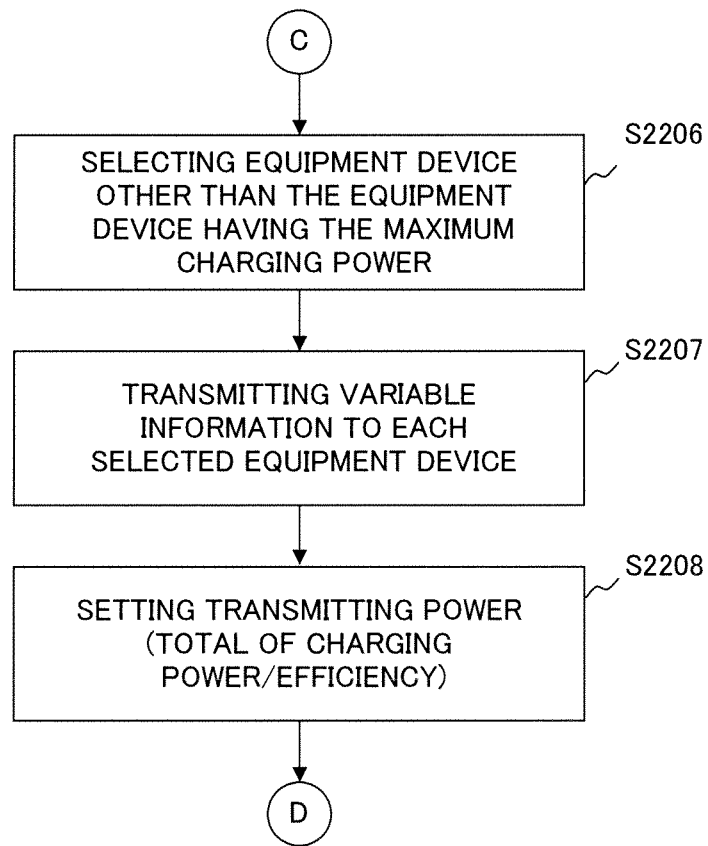 C
S2206
SELECTING EQUIPMENT DEVICE
OTHER THAN THE EQUIPMENT
DEVICE HAVING THE MAXIMUM
CHARGING POWER
S2207
TRANSMITTING VARIABLE
INFORMATION TO EACH
SELECTED EQUIPMENT DEVICE
S2208
SETTING TRANSMITTING POWER
(TOTAL OF CHARGING
POWER/EFFICIENCY)
D